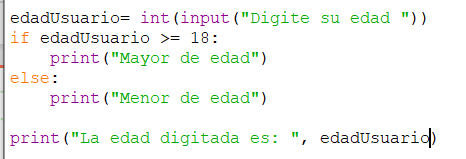 edadUsuario= int(input("Digite su edad "))
if edadUsuario >= 18:
    print("Mayor de edad")
else:
    print("Menor de edad")
print("La edad digitada es: ", edadUsuario)